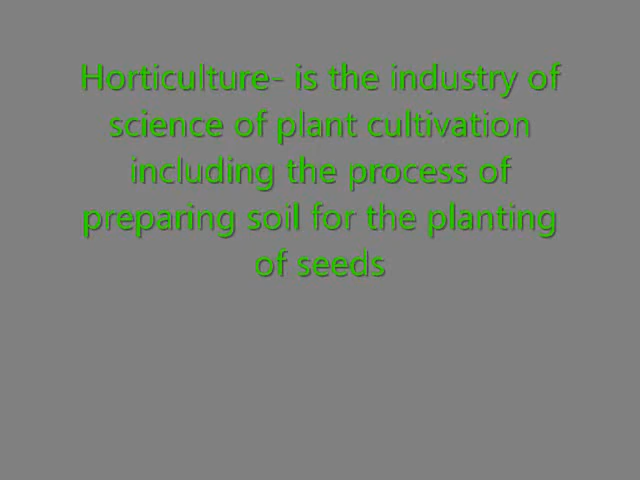 Horticulture- is the industry of
science of plant cultivation
including the process of
preparing soil for the planting
of seeds